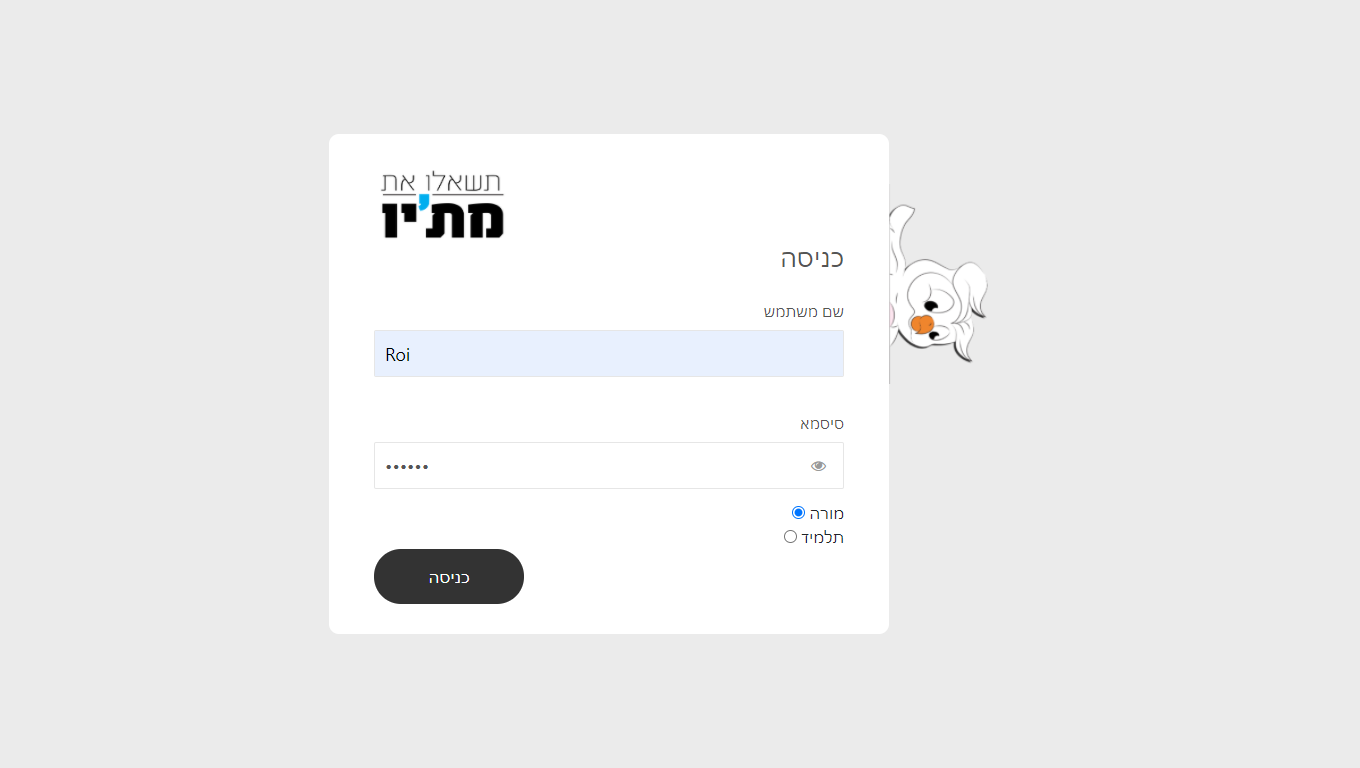 תשאלו את
מת'יו
כניסה
שם משתמש
Roi
סיסמא
••••••
מורה
תלמיד
כניסה